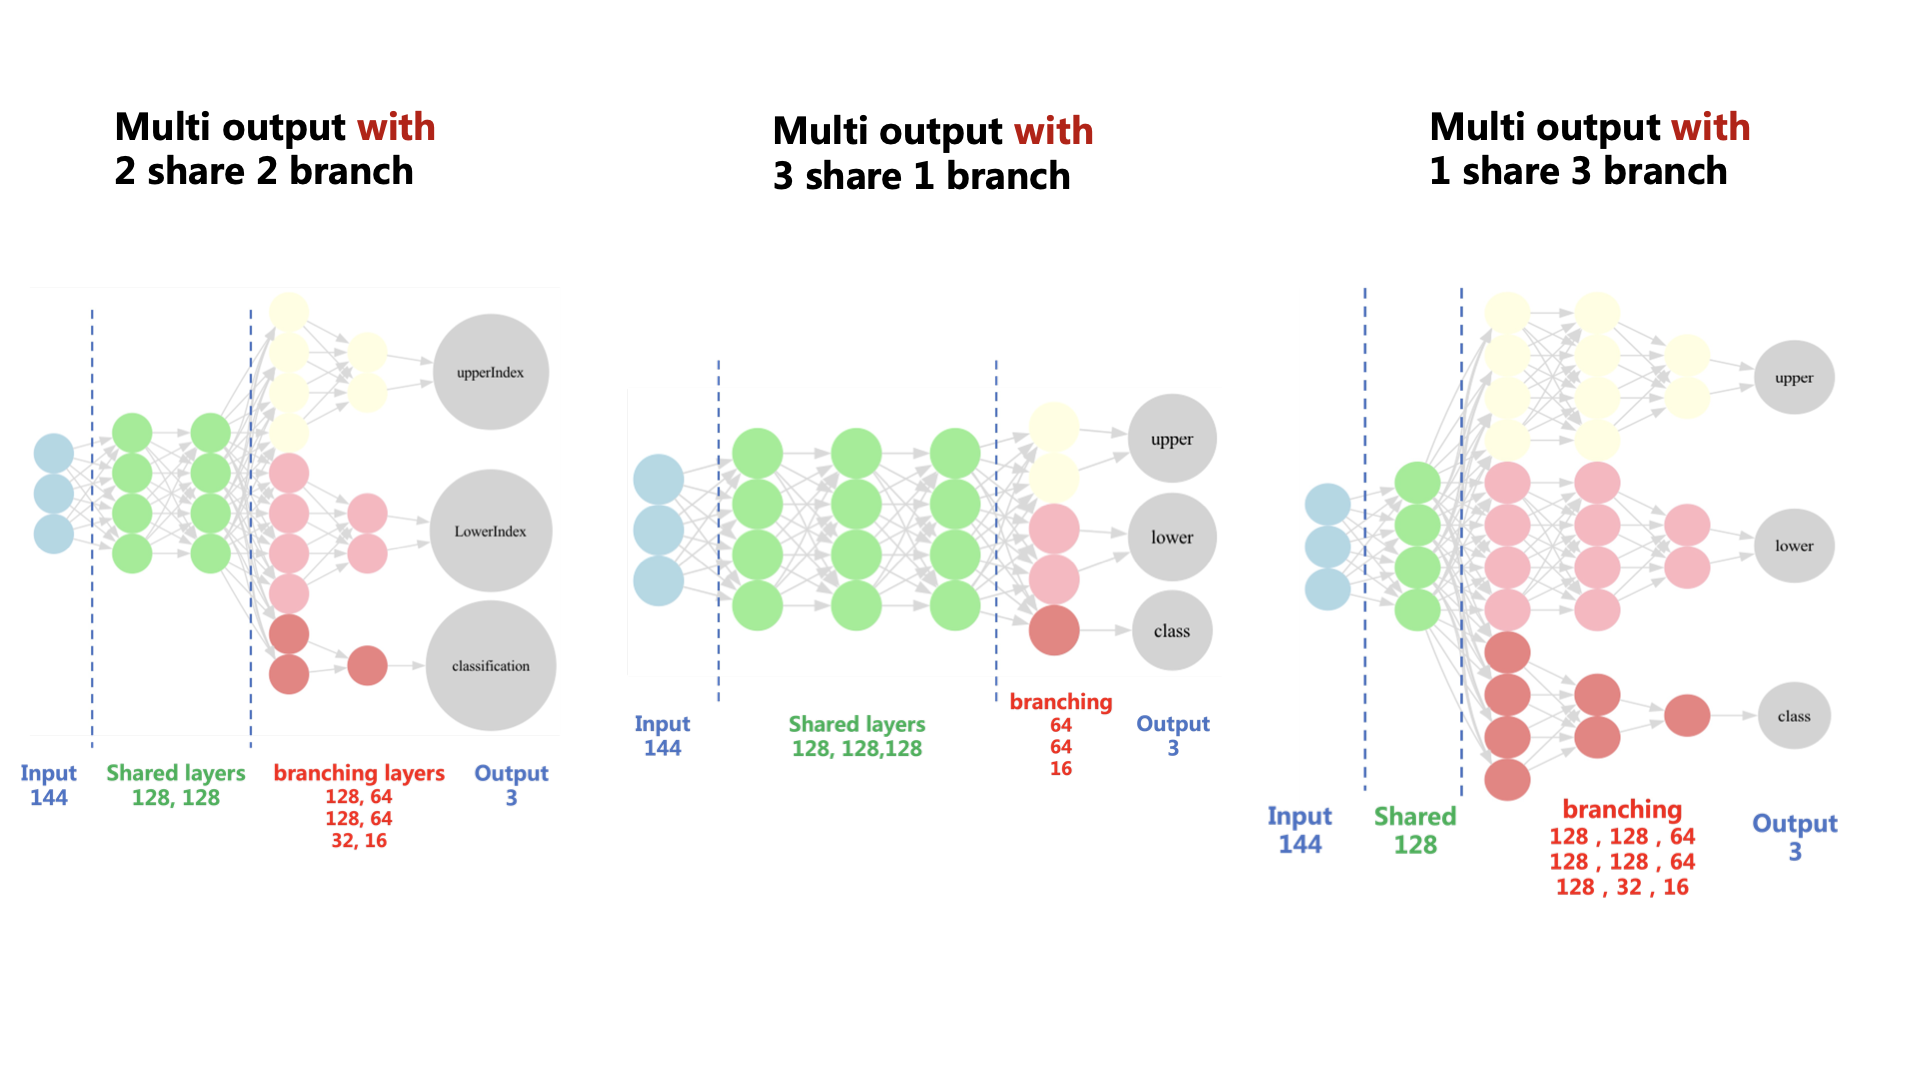 Multi output with
2 share 2 branch
upperIndex
LowerIndex
classification
Input
144
Shared layers
128, 128
branching layers
128, 64
128, 64
32, 16
Output
3
Multi output with
3 share 1 branch
upper
lower
class
Input
144
Shared layers
128, 128,128
branching
64
64
16
Output
3
Multi output with
1 share 3 branch
upper
lower
class
Input
144
Shared
128
branching
128 , 128 , 64
128 , 128 , 64
128 , 32 , 16
Output
3